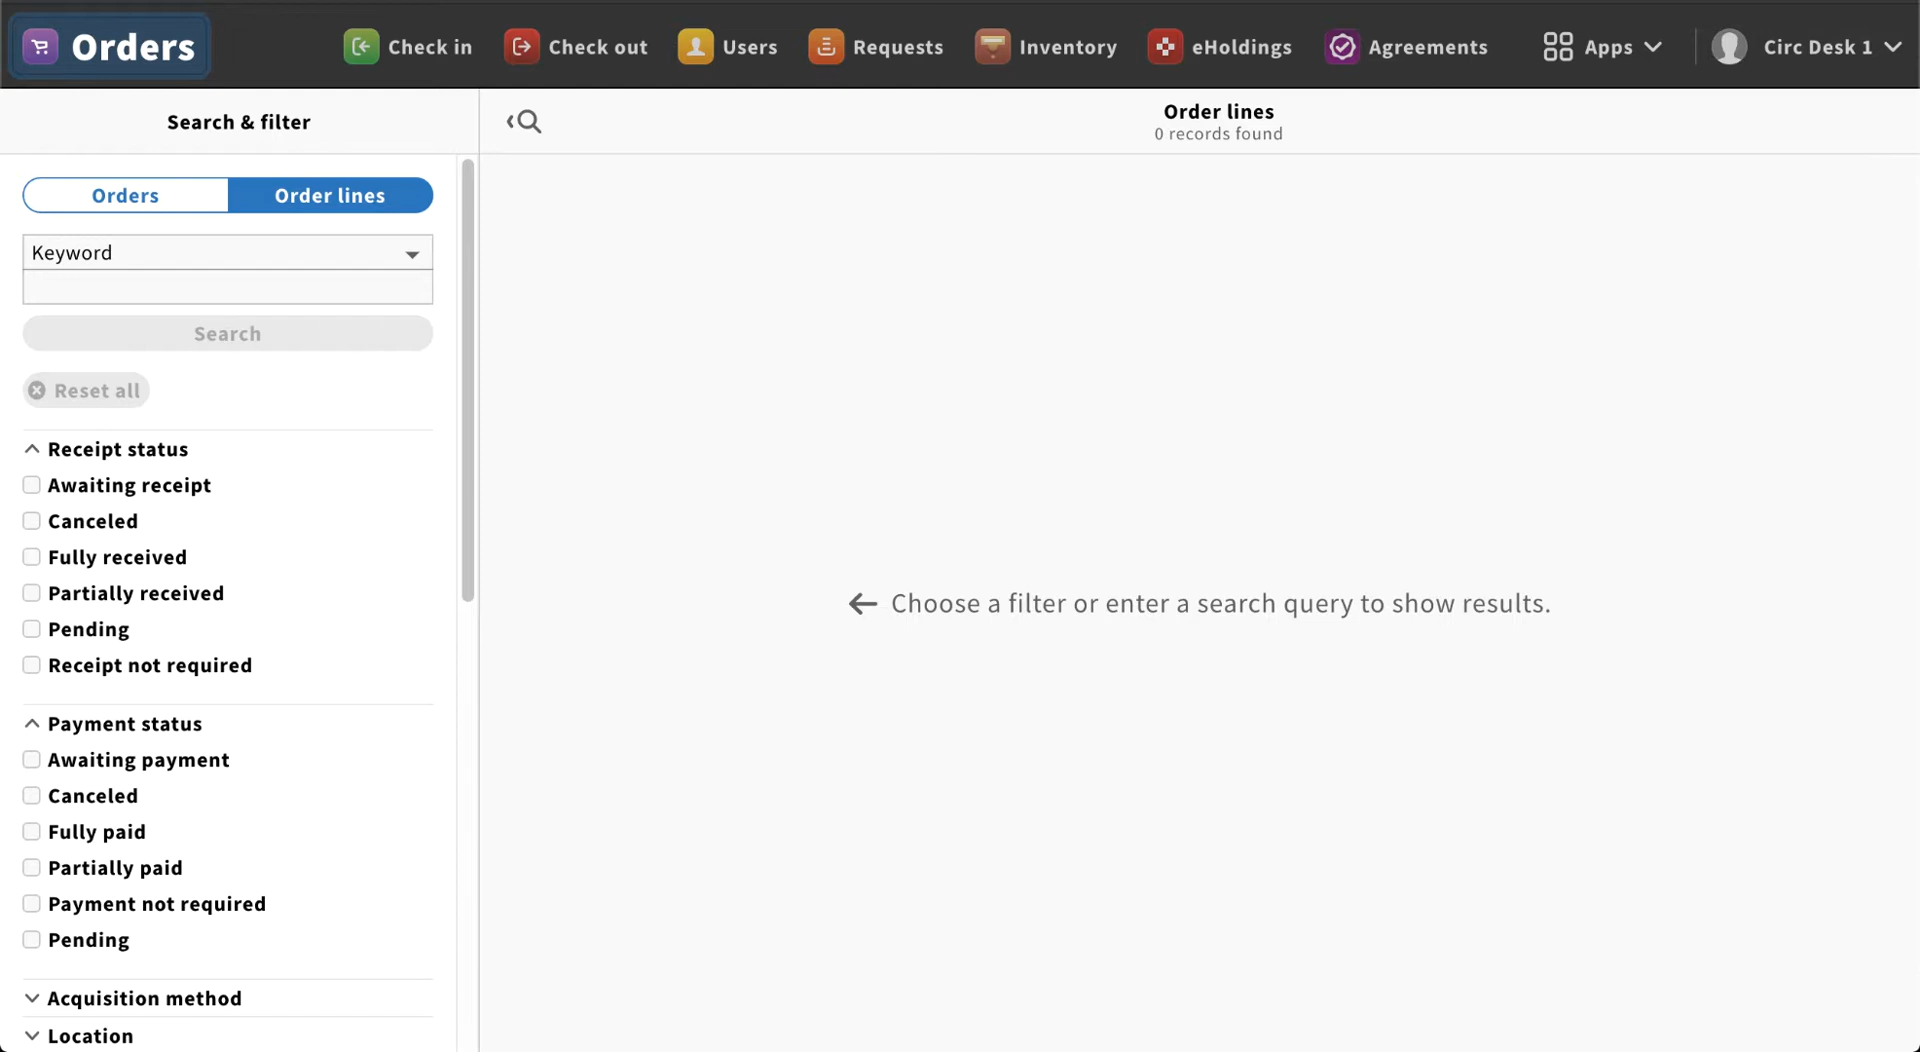 Orders
Check in
Check out
Users
Requests
Inventory
eHoldings
Agreements
Apps
Circ Desk 1
Search & filter
Order lines
0 records found
Orders
Order lines
Keyword
Search
Reset all
Receipt status
Awaiting receipt
Canceled
Fully received
Partially received
Pending
Receipt not required
Payment status
Awaiting payment
Canceled
Fully paid
Partially paid
Payment not required
Pending
Acquisition method
Location
Choose a filter or enter a search query to show results.